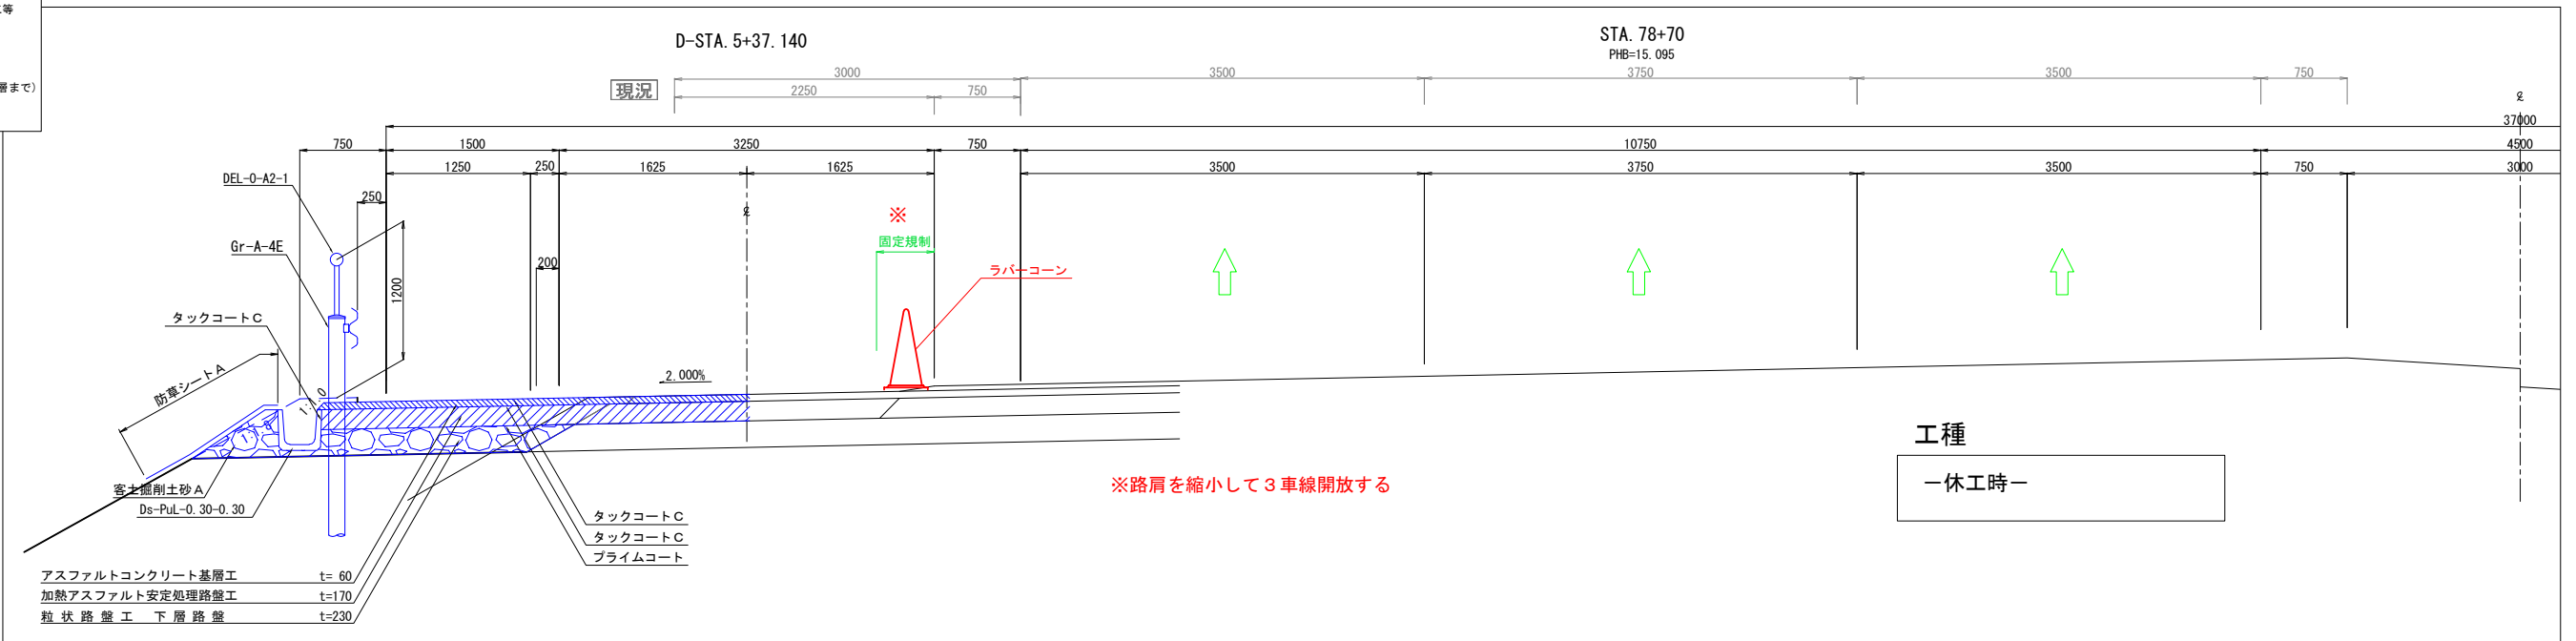 工等
層まで）
D-STA. 5+37. 140
STA. 78+70
PHB=15. 095
現況
3000
3500
3750
3500
750
2250
750
℄
37000
750
1500
3250
750
10750
4500
1250
250
1625
1625
3500
3750
3500
750
3000
DEL-O-A2-1
250
℄
※
固定規制
Gr-A-4E
200
ラバーコーン
1200
タックコートC
防草シートA
1:1.0
2.000%
工種
－休工時－
※路肩を縮小して３車線開放する
客土掘削土砂A
Ds-PuL-0. 30-0. 30
タックコートC
タックコートC
プライムコート
アスファルトコンクリート基層工 t= 60
加熱アスファルト安定処理路盤工 t=170
粒状路盤工 下層路盤 t=230